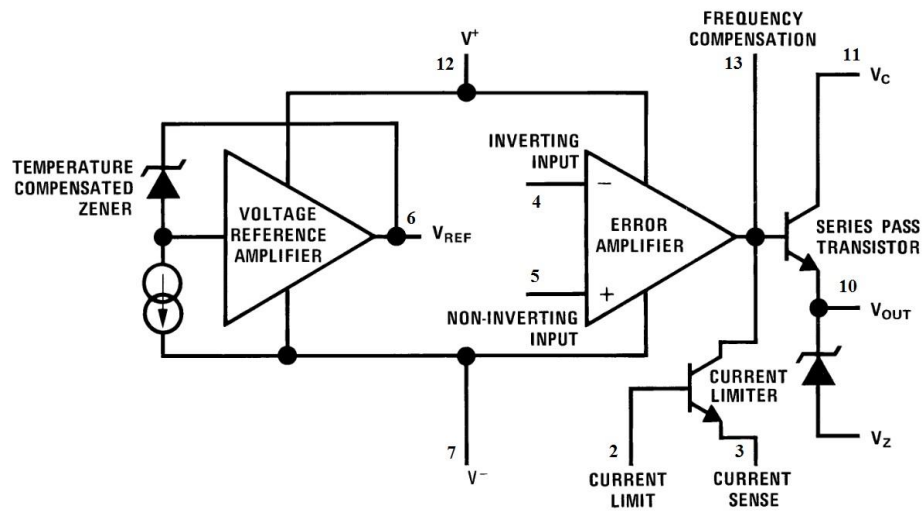 FREQUENCY
COMPENSATION
V+
12
13
11
VC
TEMPERATURE
COMPENSATED
ZENER
VOLTAGE
REFERENCE
AMPLIFIER
6
VREF
INVERTING
INPUT
4
−
ERROR
AMPLIFIER
5
+
NON-INVERTING
INPUT
SERIES PASS
TRANSISTOR
10
VOUT
CURRENT
LIMITER
VZ
7
V−
2
CURRENT
LIMIT
3
CURRENT
SENSE